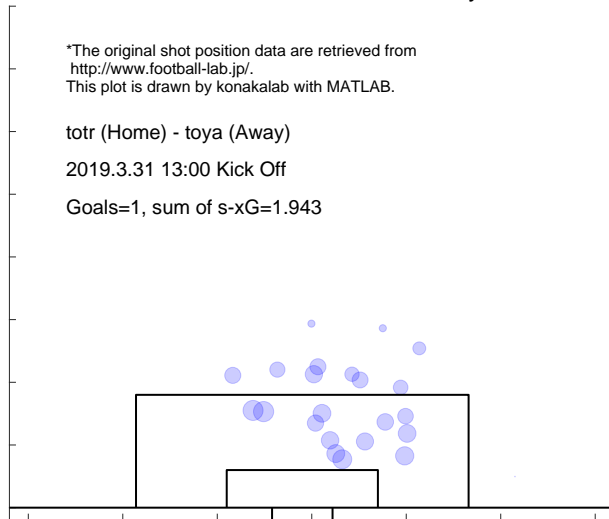 *The original shot position data are retrieved from
http://www.football-lab.jp/.
This plot is drawn by konakalab with MATLAB.
totr (Home) - toya (Away)
2019.3.31 13:00 Kick Off
Goals=1, sum of s-xG=1.943